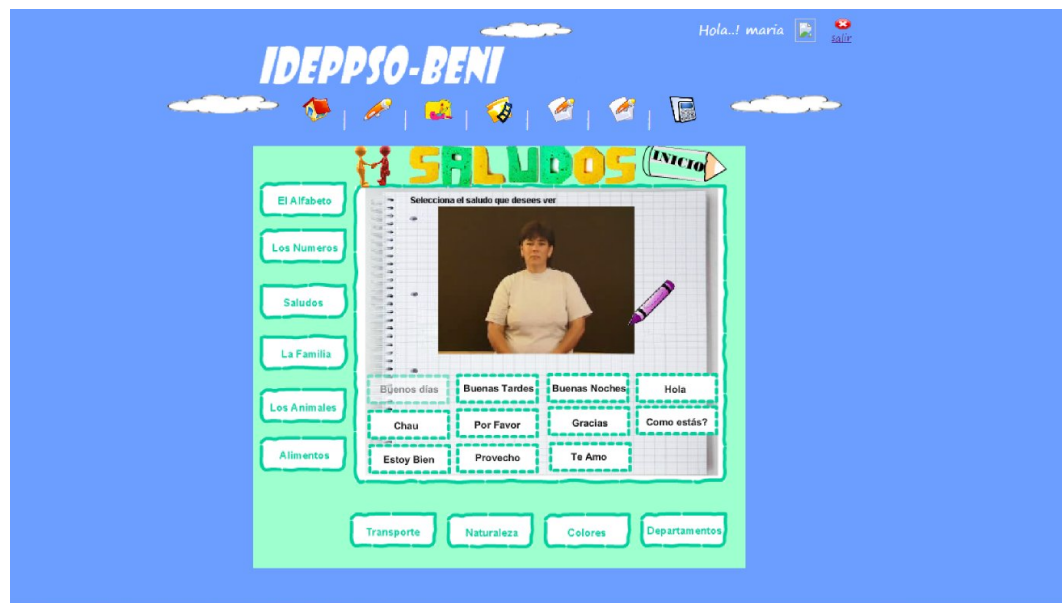 Hola..! maria
salir
IDEPPSO-BENI
SALUDOS
INICIO
Selecciona el saludo que desees ver
El Alfabeto
Los Numeros
Saludos
La Familia
Los Animales
Alimentos
Buenos dias
Buenas Tardes
Buenas Noches
Hola
Chau
Por Favor
Gracias
Como estás?
Estoy Bien
Provecho
Te Amo
Transporte
Naturaleza
Colores
Departamentos